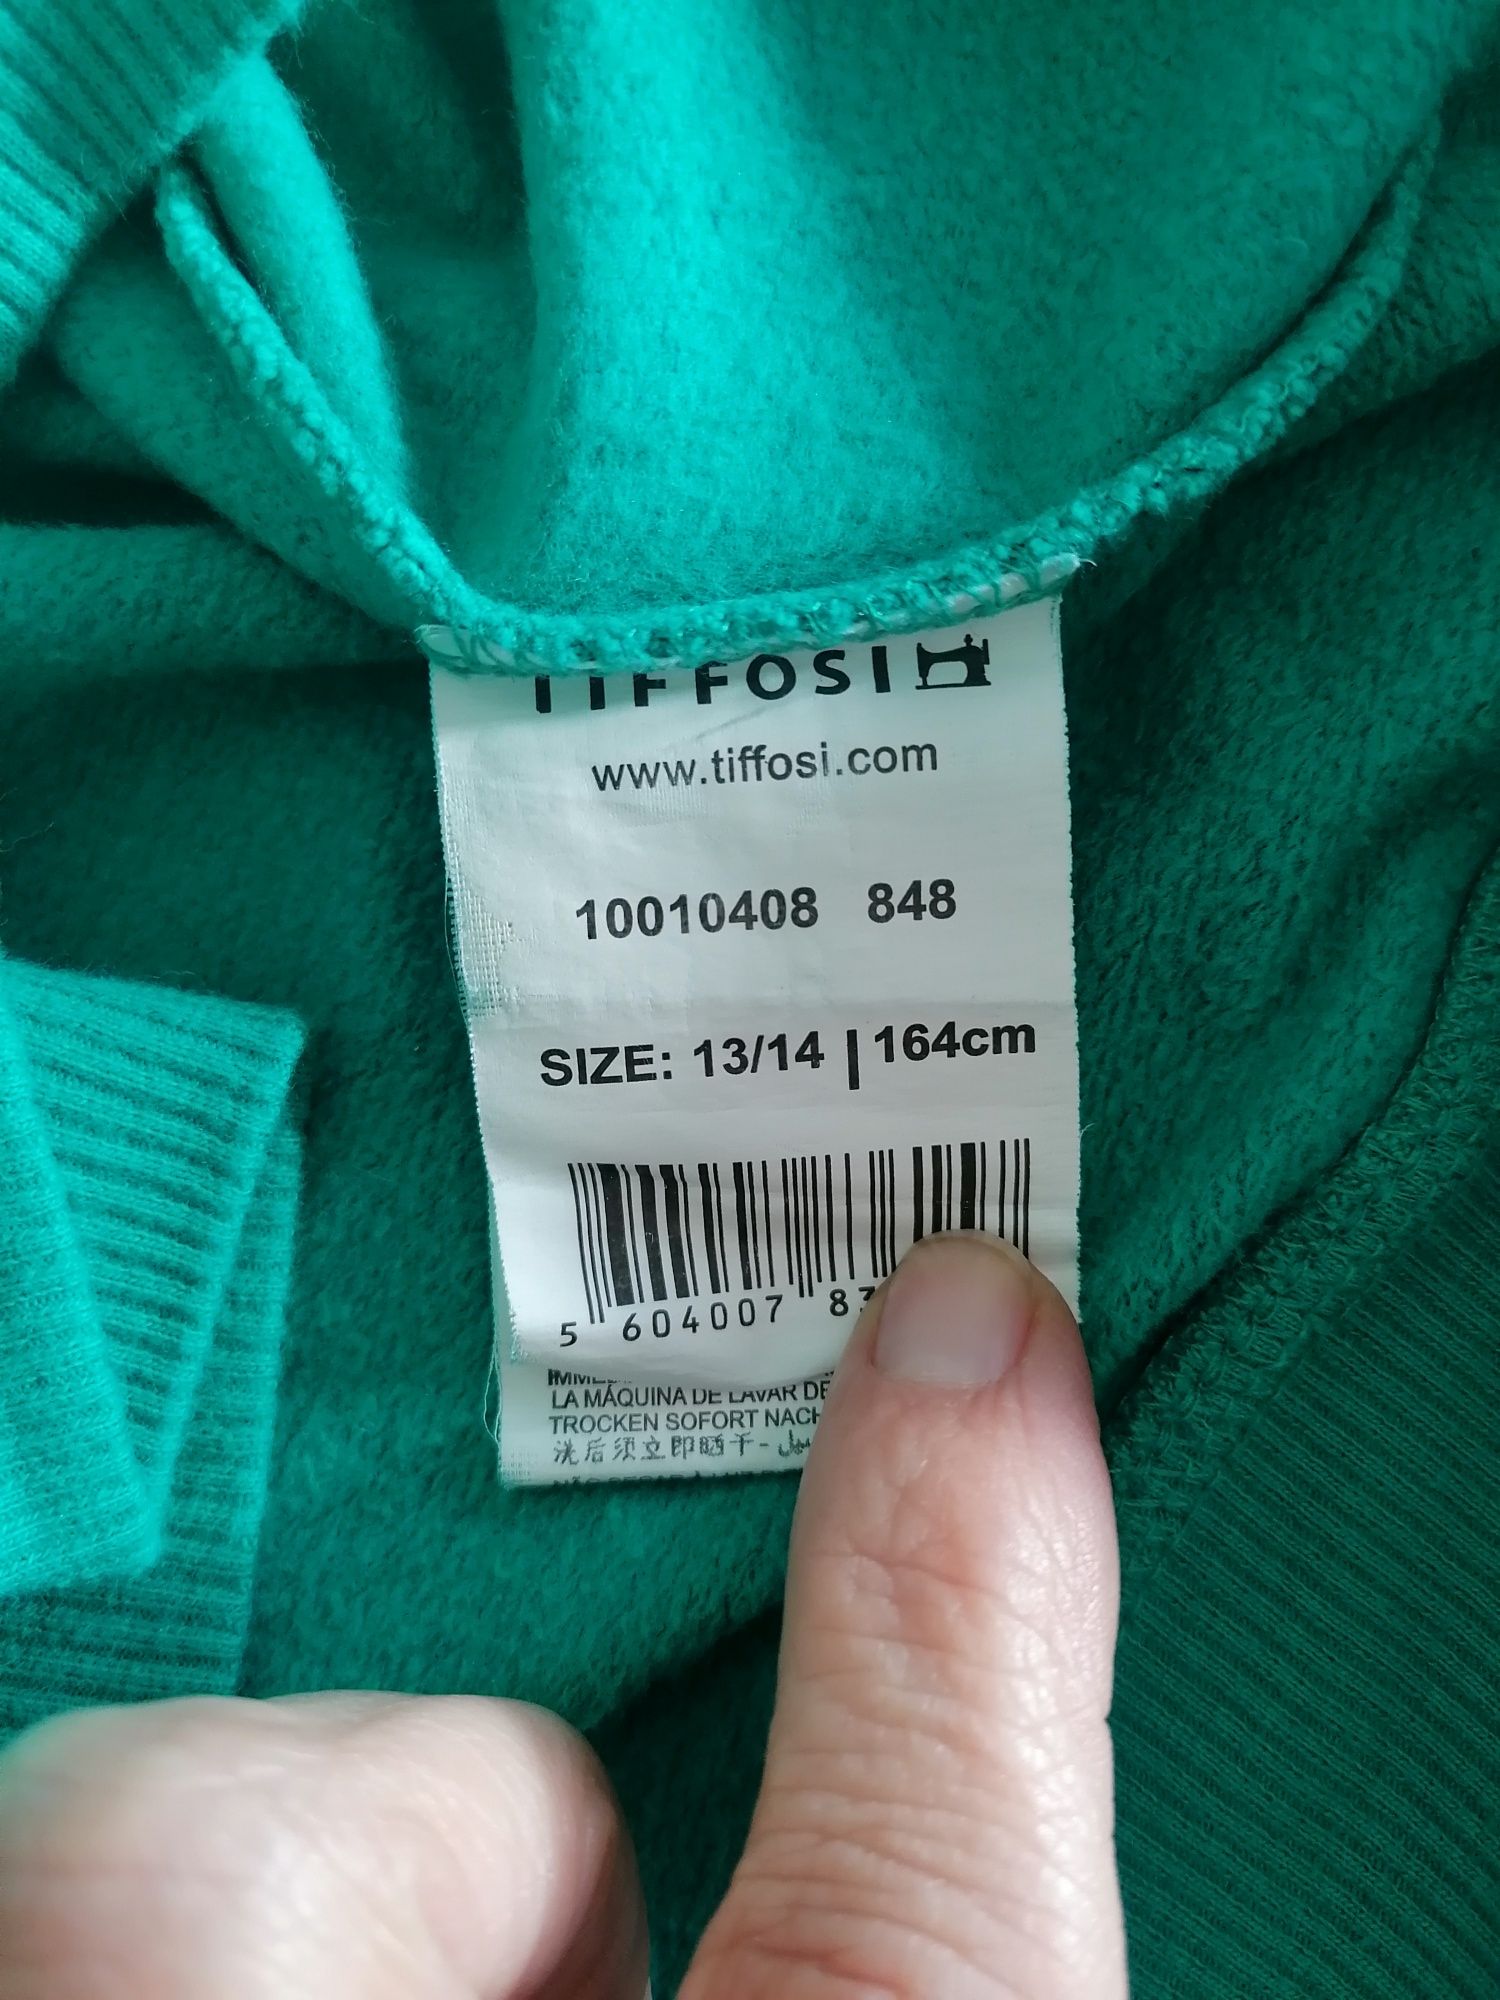 TIFFOSI
www.tiffosi.com
10010408 848
SIZE: 13/14 | 164cm
5 604007 83
LA MÁQUINA DE LAVAR DE
TROCKEN SOFORT NACH
洗后须立即晒干-